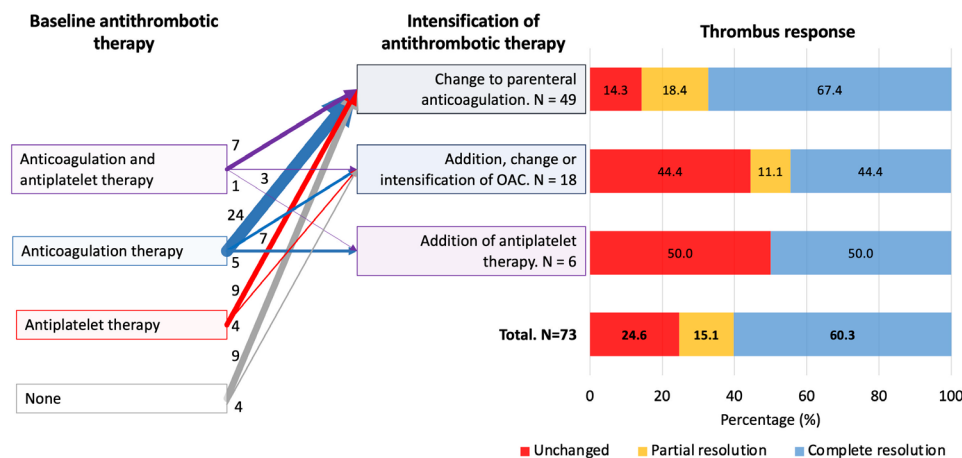 Baseline antithrombotic
therapy
Intensification of
antithrombotic therapy
Thrombus response
Change to parenteral
anticoagulation. N = 49
14.3
18.4
67.4
7
Anticoagulation and
antiplatelet therapy
3
1
Addition, change or
intensification of OAC. N = 18
44.4
11.1
44.4
24
7
Anticoagulation therapy
5
Addition of antiplatelet
therapy. N = 6
50.0
50.0
9
Antiplatelet therapy
4
Total. N=73
24.6
15.1
60.3
9
None
4
0
20
40
60
80
100
Percentage (%)
Unchanged
Partial resolution
Complete resolution